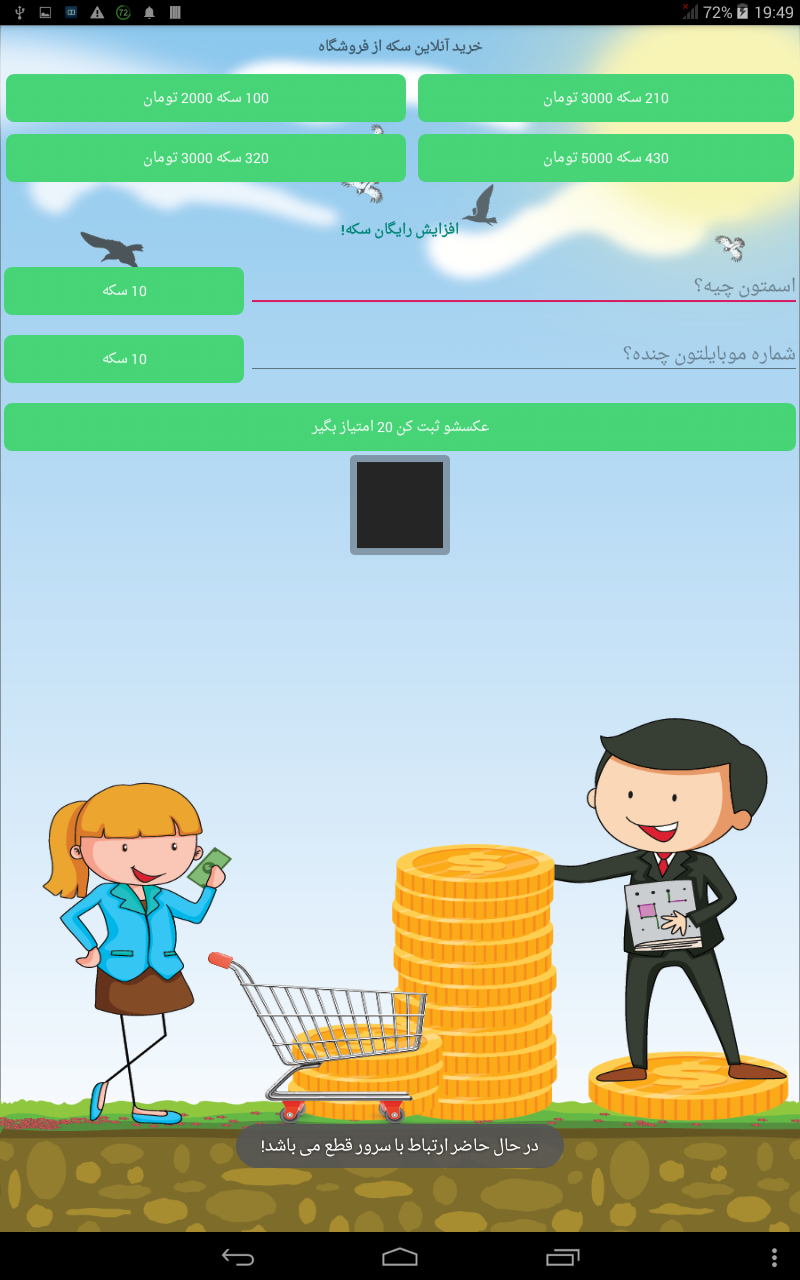 72
72%
19:49
خرید آنلاین سکه از فروشگاه
210 سکه 3000 تومان
100 سکه 2000 تومان
430 سکه 5000 تومان
320 سکه 3000 تومان
افزایش رایگان سکه!
اسمتون چیه؟
10 سکه
شماره موبایلتون چنده؟
10 سکه
عکسشو ثبت کن 20 امتیاز بگیر
در حال حاضر ارتباط با سرور قطع می باشد!